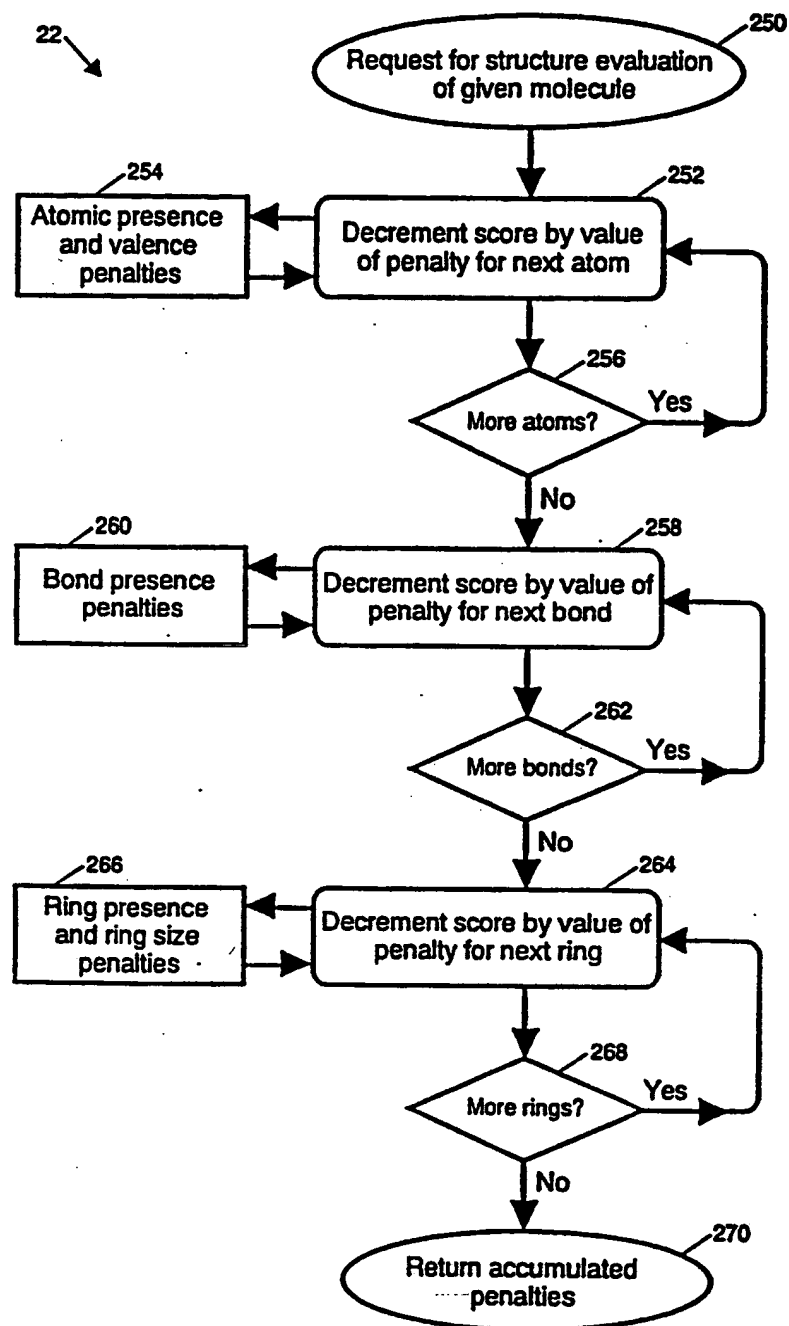 22
250
Request for structure evaluation
of given molecule
254
252
Atomic presence
and valence
penalties
Decrement score by value
of penalty for next atom
256
More atoms?
Yes
No
260
258
Bond presence
penalties
Decrement score by value of
penalty for next bond
262
More bonds?
Yes
No
266
264
Ring presence
and ring size
penalties
Decrement score by value of
penalty for next ring
268
More rings?
Yes
No
270
Return accumulated
penalties